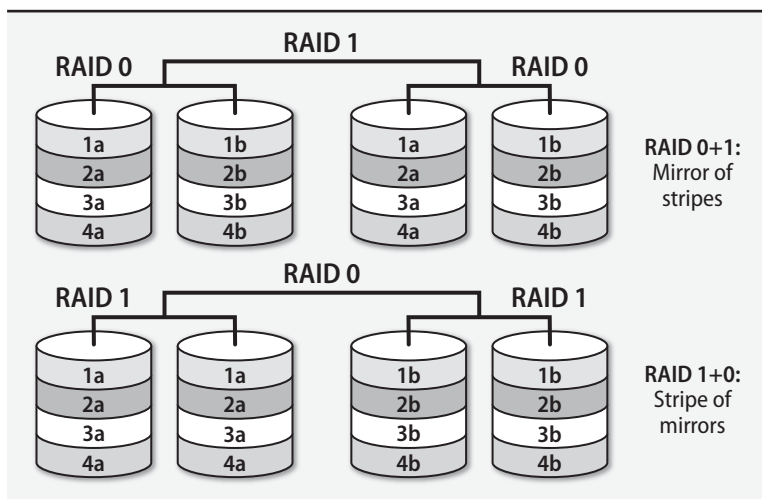 RAID 1
RAID 0 RAID 0
1a 1b 1a 1b
2a 2b 2a 2b
3a 3b 3a 3b
4a 4b 4a 4b
RAID 0+1:
Mirror of
stripes
RAID 0
RAID 1 RAID 1
1a 1a 1b 1b
2a 2a 2b 2b
3a 3a 3b 3b
4a 4a 4b 4b
RAID 1+0:
Stripe of
mirrors